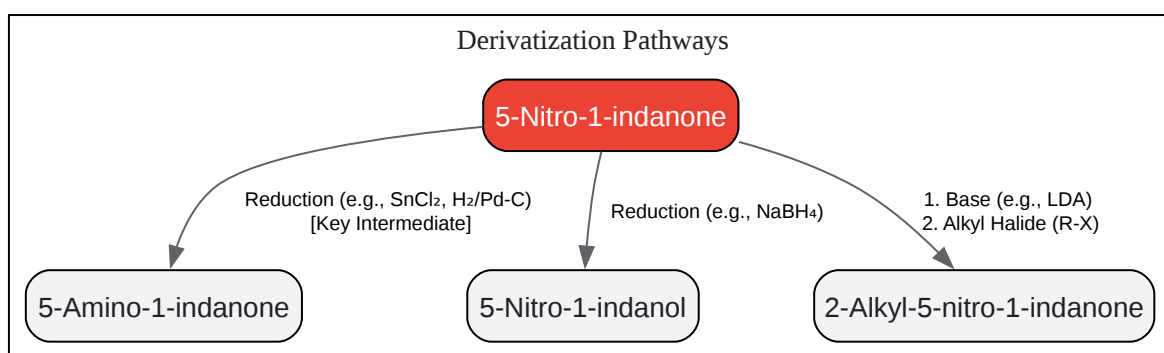 Derivatization Pathways
5-Nitro-1-indanone
Reduction (e.g., SnCl₂, H₂/Pd-C)
[Key Intermediate]
Reduction (e.g., NaBH₄)
1. Base (e.g., LDA)
2. Alkyl Halide (R-X)
5-Amino-1-indanone
5-Nitro-1-indanol
2-Alkyl-5-nitro-1-indanone